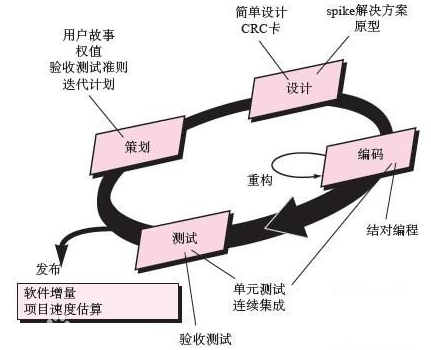 简单设计
CRC卡
spike解决方案
原型
用户故事
权值
验收测试准则
迭代计划
设计
策划
编码
重构
测试
结对编程
发布
软件增量
项目速度估算
单元测试
连续集成
验收测试